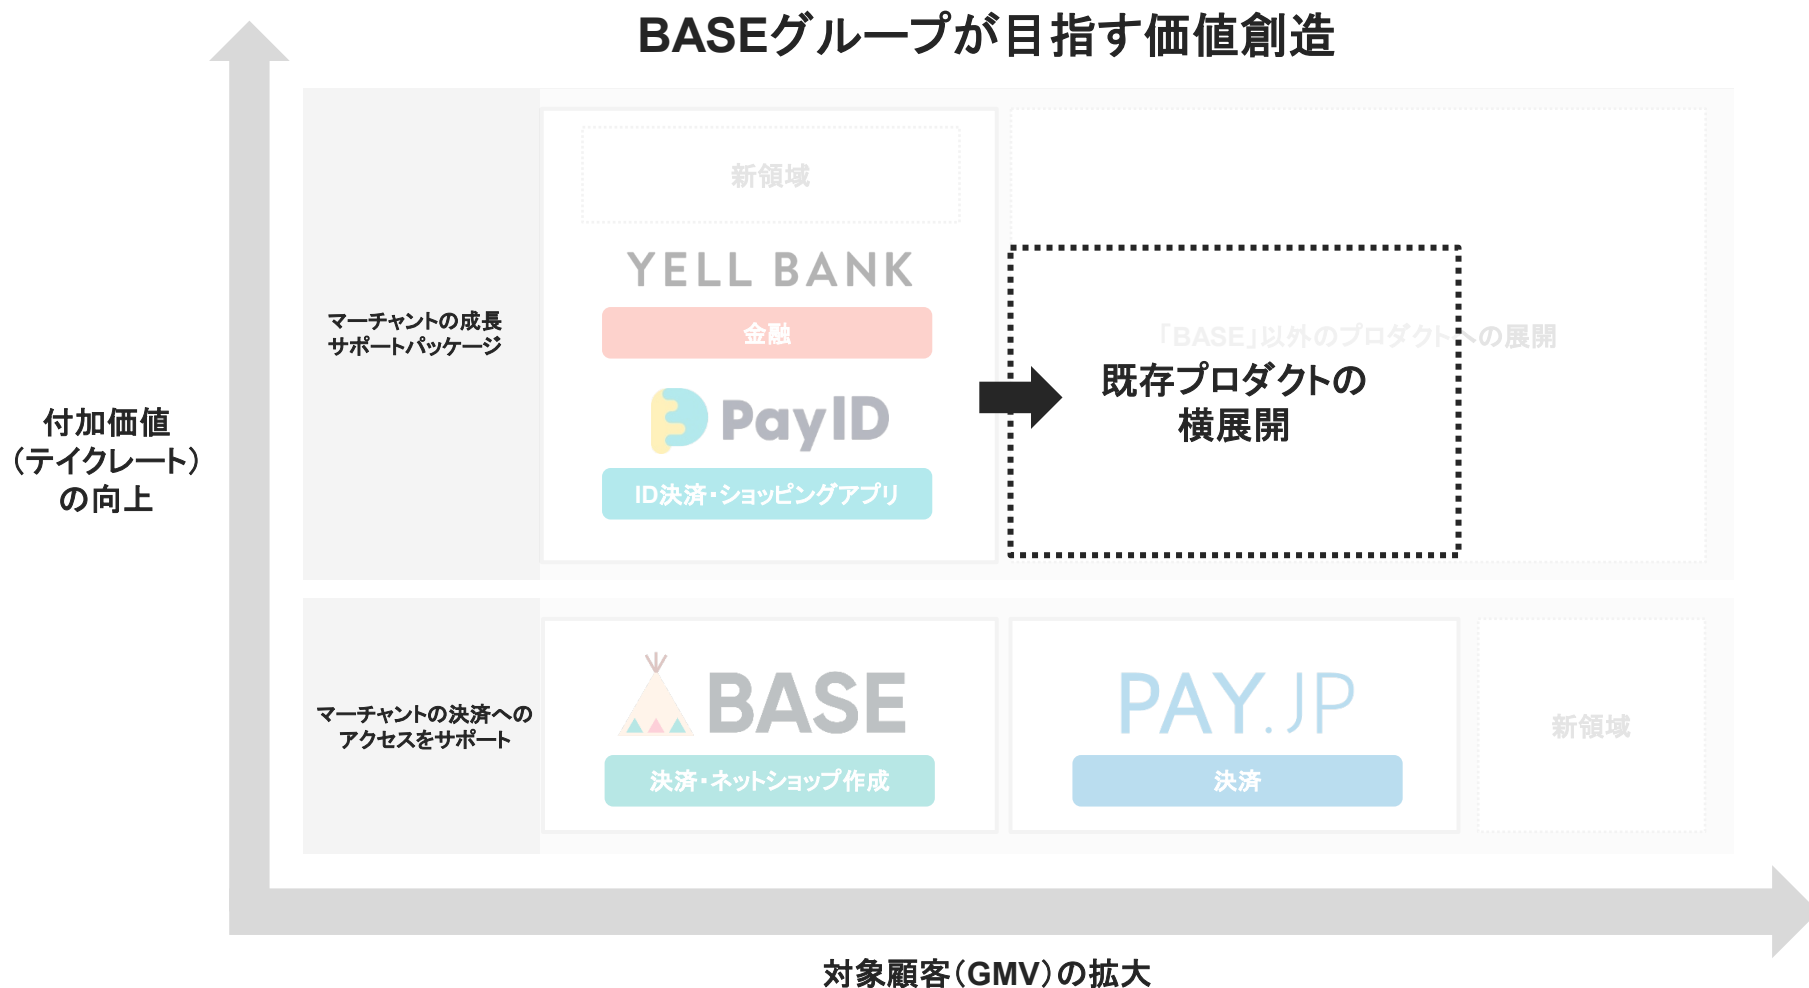 BASEグループが目指す価値創造
付加価値
（テイクレート）
の向上
マーチャントの成長
サポートパッケージ
新領域
YELL BANK
金融
PayID
ID決済・ショッピングアプリ
「BASE」以外のプロダクトへの展開
既存プロダクトの
横展開
マーチャントの決済への
アクセスをサポート
BASE
決済・ネットショップ作成
PAY.JP
決済
新領域
対象顧客（GMV）の拡大